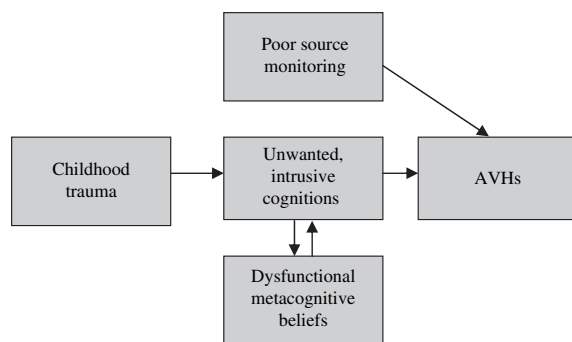 Poor source
monitoring
Childhood
trauma
Unwanted,
intrusive
cognitions
AVHs
Dysfunctional
metacognitive
beliefs